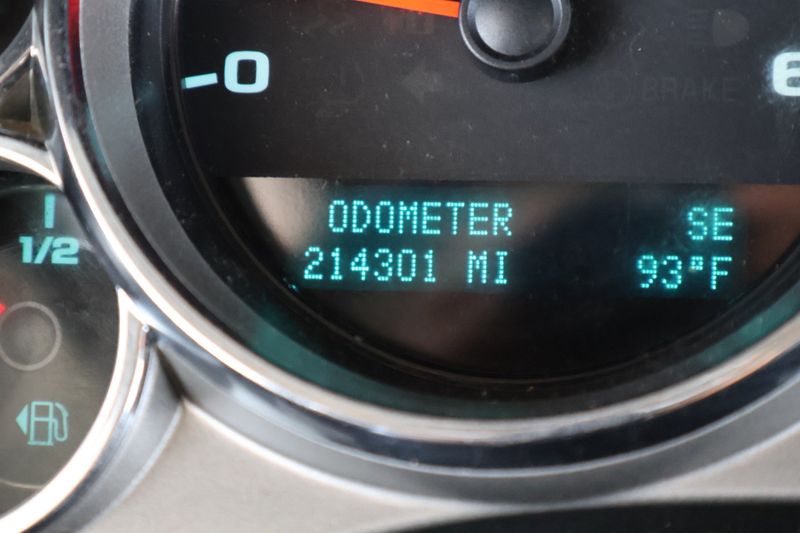 0
BRAKE
ODOMETER SE
214301 MI 93°F
1/2